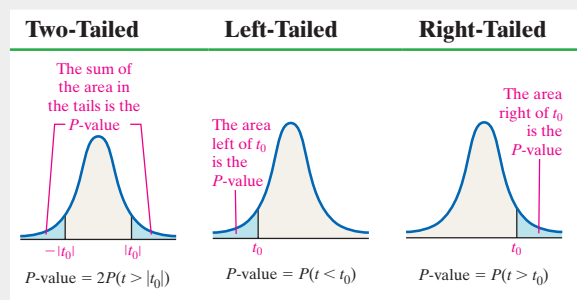 Two-Tailed
Left-Tailed
Right-Tailed
The sum of
the area in
the tails is the
P-value
−|t₀|
|t₀|
P-value = 2P(t > |t₀|)
The area
left of t₀
is the
P-value
t₀
P-value = P(t < t₀)
The area
right of t₀
is the
P-value
t₀
P-value = P(t > t₀)